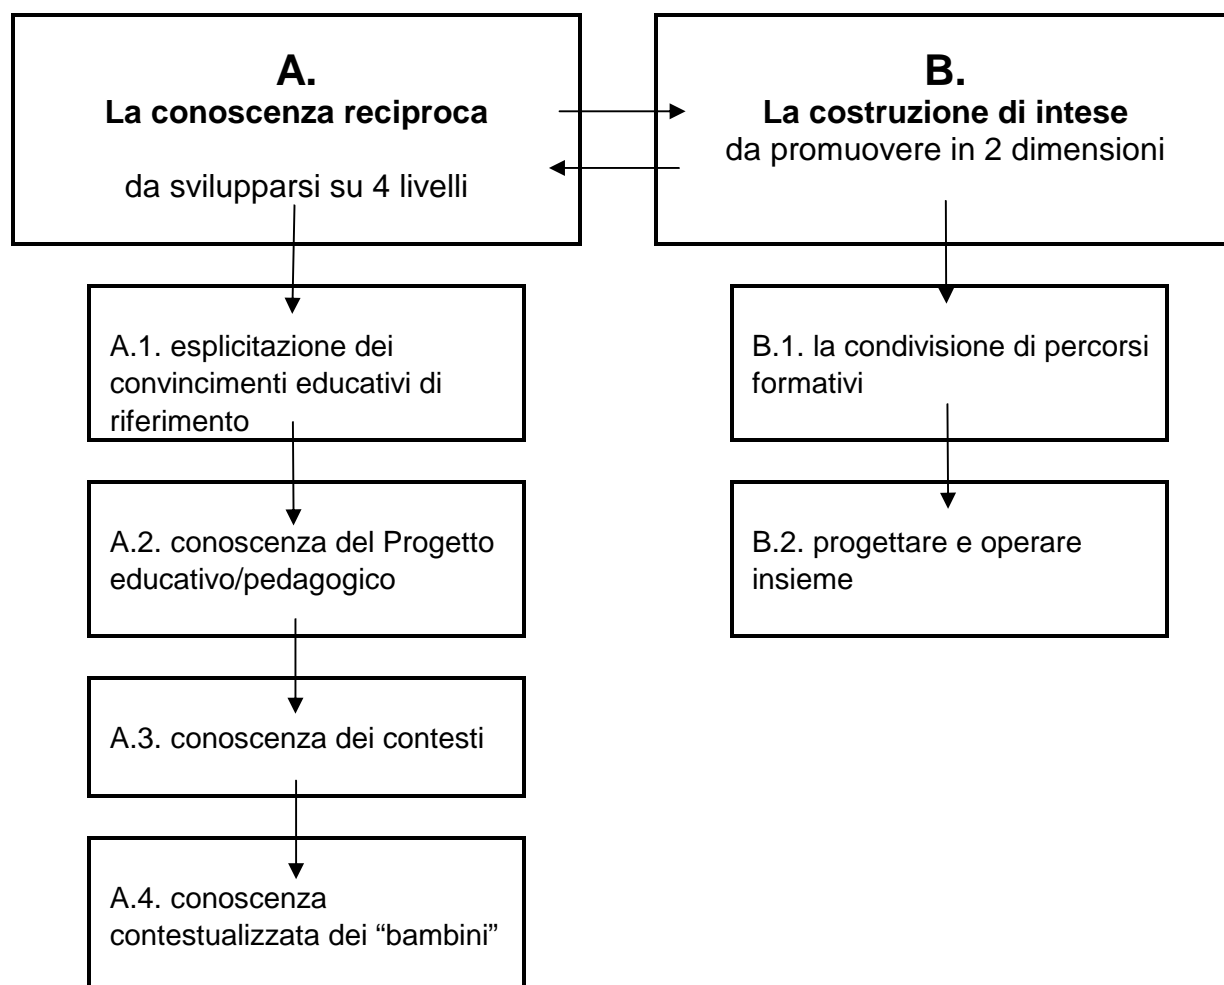 A.
La conoscenza reciproca
da svilupparsi su 4 livelli
B.
La costruzione di intese
da promuovere in 2 dimensioni
A.1. esplicitazione dei
convincimenti educativi di
riferimento
A.2. conoscenza del Progetto
educativo/pedagogico
A.3. conoscenza dei contesti
A.4. conoscenza
contestualizzata dei “bambini”
B.1. la condivisione di percorsi
formativi
B.2. progettare e operare
insieme